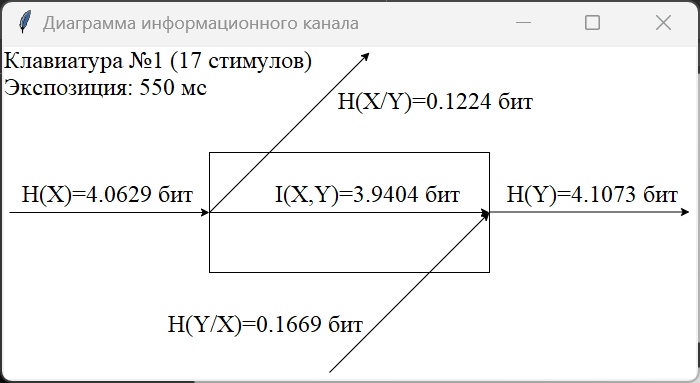 Диаграмма информационного канала
Клавиатура №1 (17 стимулов)
Экспозиция: 550 мс
H(X/Y)=0.1224 бит
H(X)=4.0629 бит
I(X,Y)=3.9404 бит
H(Y)=4.1073 бит
H(Y/X)=0.1669 бит